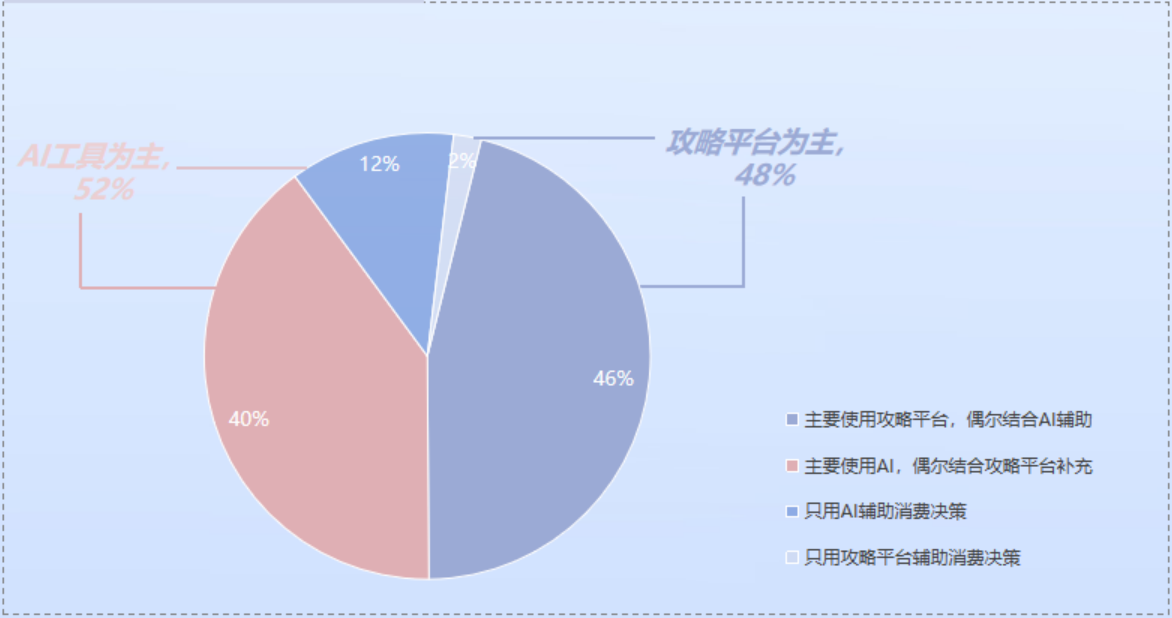 AI工具为主，
52%
攻略平台为主，
48%
12%
2%
46%
40%
主要使用攻略平台，偶尔结合AI辅助
主要使用AI，偶尔结合攻略平台补充
只用AI辅助消费决策
只用攻略平台辅助消费决策